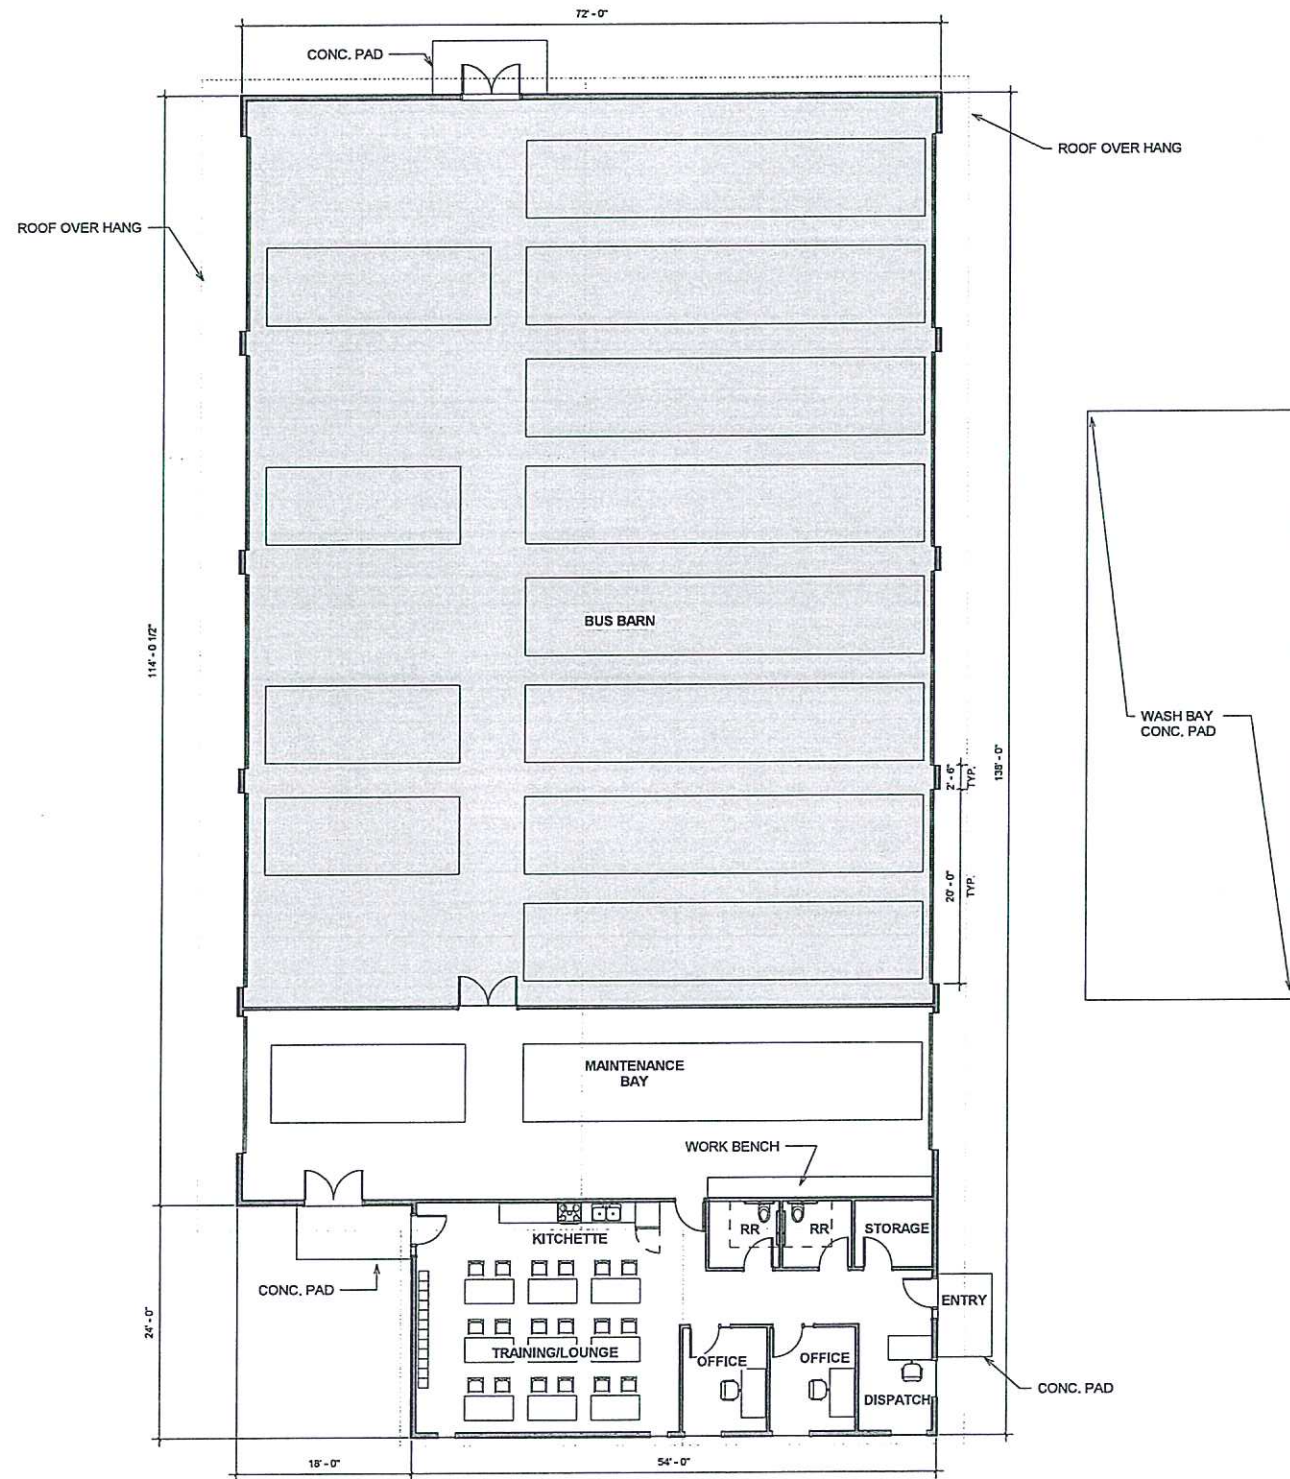 72'-0"
CONC. PAD
ROOF OVER HANG
ROOF OVER HANG
BUS BARN
114'-0 1/2"
WASH BAY
CONC. PAD
138'-0"
2'-6"
TYP.
20'-0"
TYP.
MAINTENANCE
BAY
WORK BENCH
RR
RR
STORAGE
KITCHETTE
CONC. PAD
ENTRY
24'-0"
TRAINING/LOUNGE
OFFICE
OFFICE
CONC. PAD
DISPATCH
18'-0"
54'-0"